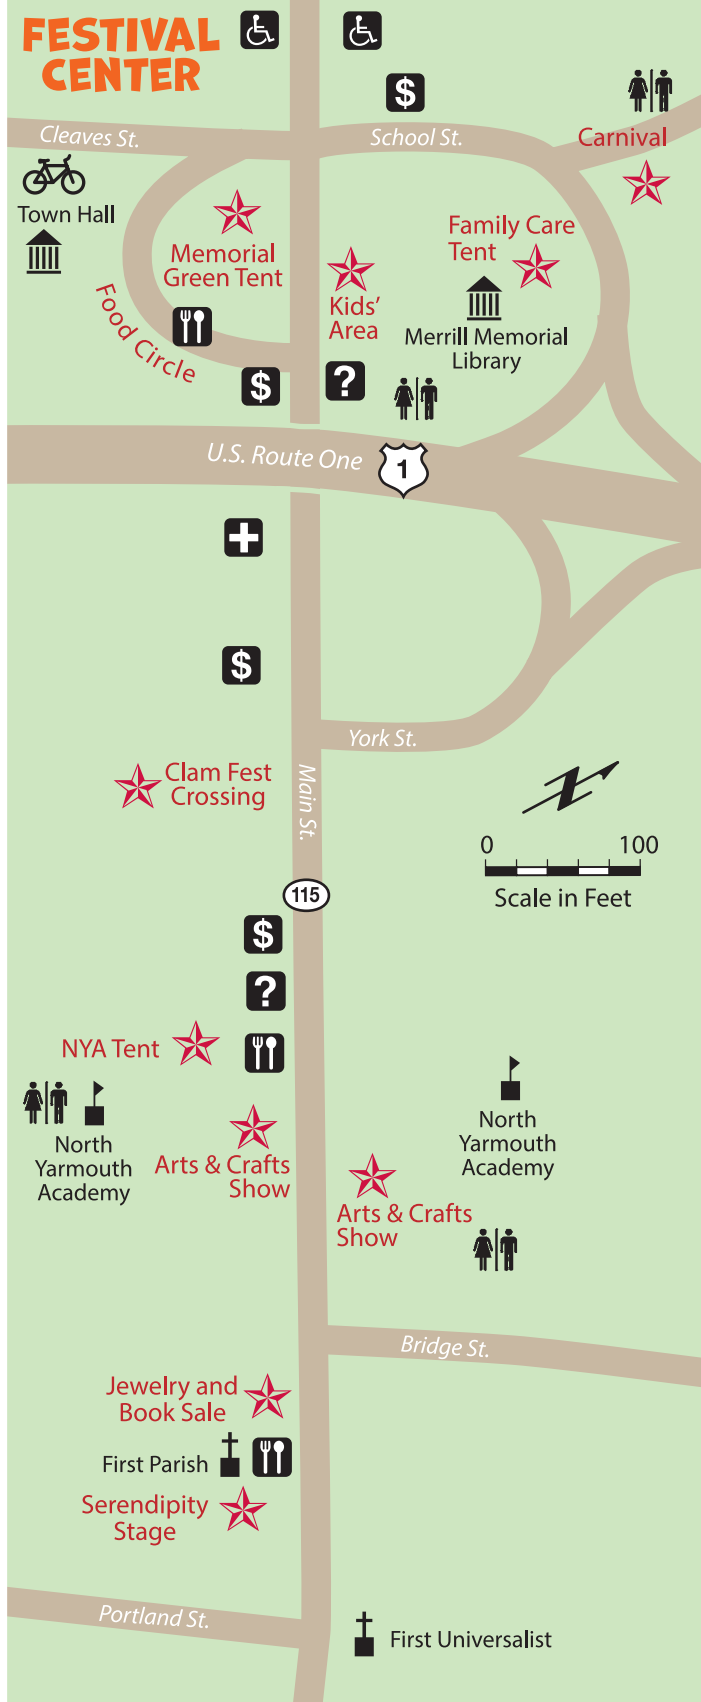 FESTIVAL
CENTER
$
Cleaves St.
School St.
Carnival
Town Hall
Memorial
Green Tent
Family Care
Tent
Kids’
Area
Food Circle
Merrill Memorial
Library
$
?
U.S. Route One
1
$
York St.
Clam Fest
Crossing
Main St.
0 100
Scale in Feet
115
$
?
NYA Tent
North
Yarmouth
Academy
Arts & Crafts
Show
North
Yarmouth
Academy
Arts & Crafts
Show
Bridge St.
Jewelry and
Book Sale
First Parish
Serendipity
Stage
Portland St.
First Universalist